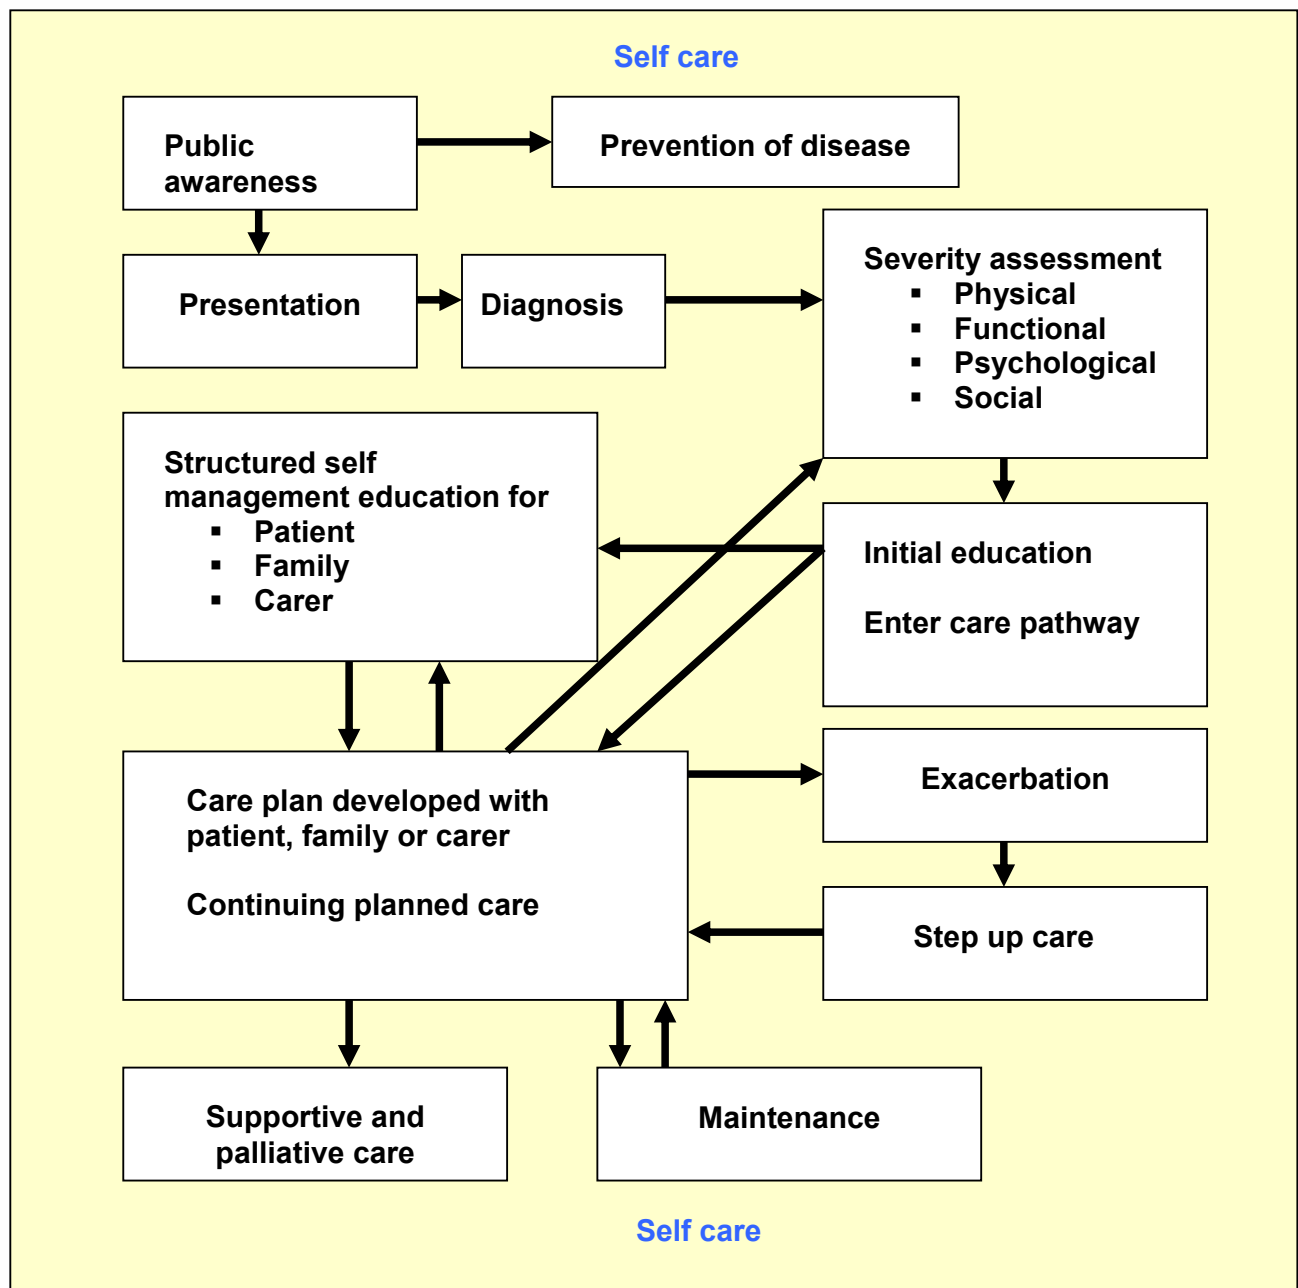 Self care
Public
awareness
Prevention of disease
Presentation
Diagnosis
Severity assessment
▪ Physical
▪ Functional
▪ Psychological
▪ Social
Structured self
management education for
▪ Patient
▪ Family
▪ Carer
Initial education
Enter care pathway
Care plan developed with
patient, family or carer
Continuing planned care
Exacerbation
Step up care
Supportive and
palliative care
Maintenance
Self care